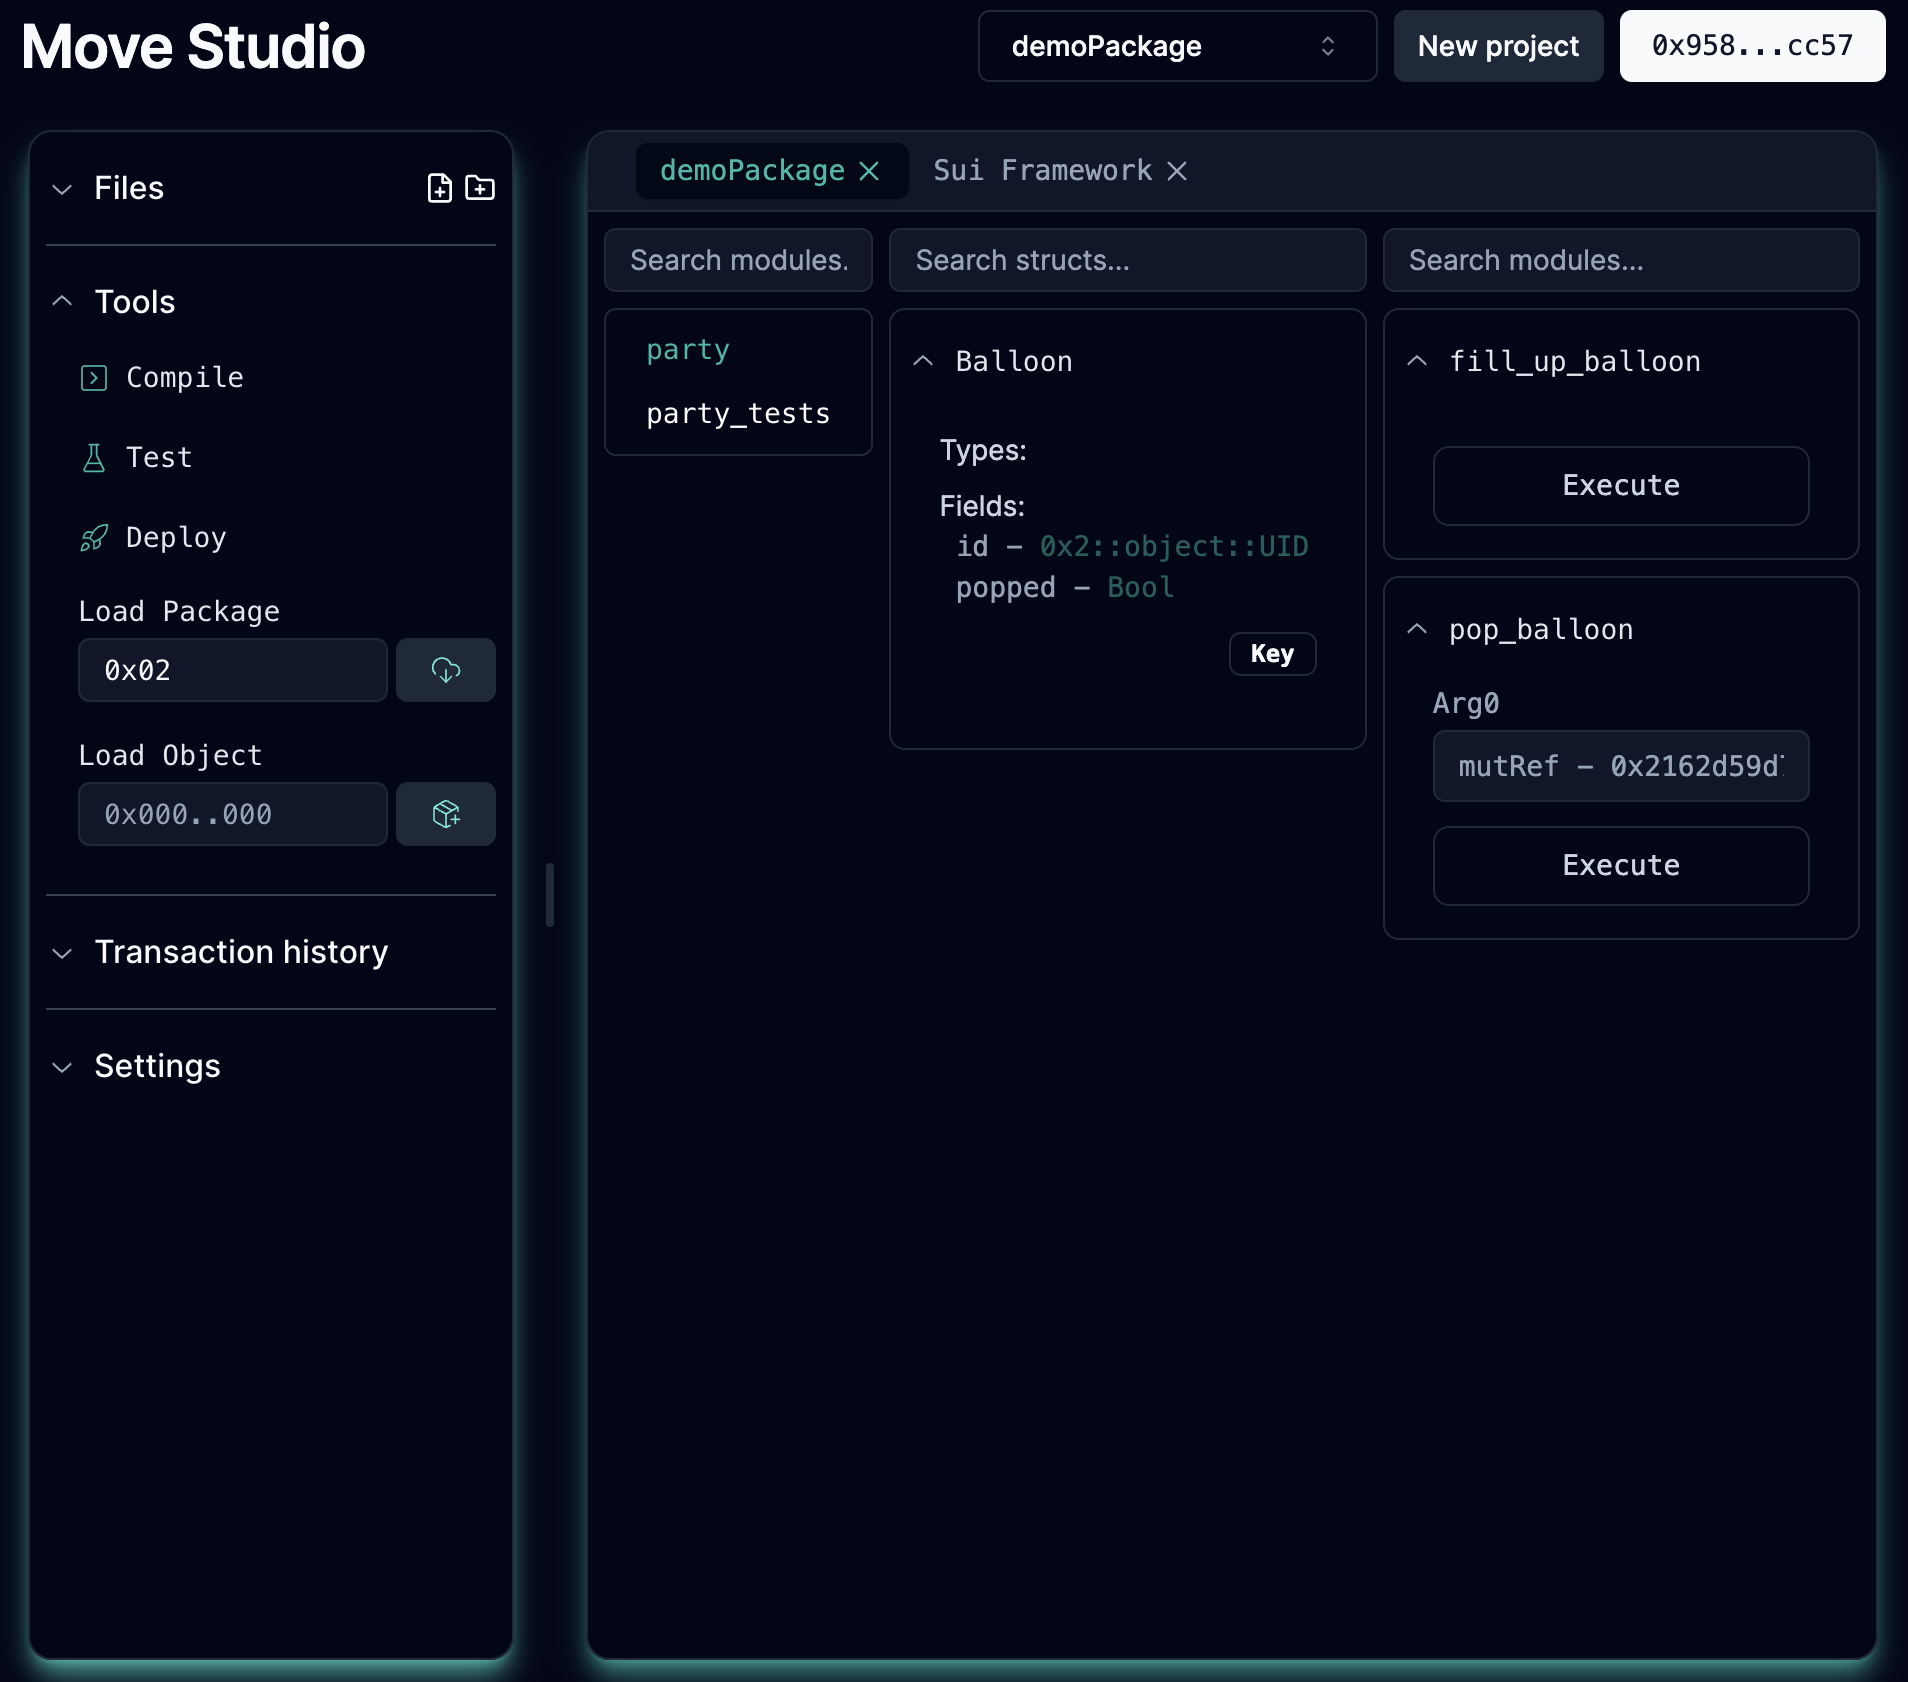 Move Studio
demoPackage
New project
0x958...cc57
Files
Tools
Compile
Test
Deploy
Load Package
0x02
Load Object
0x000..000
Transaction history
Settings
demoPackage
Sui Framework
Search modules.
party
party_tests
Search structs...
Balloon
Types:
Fields:
id – 0x2::object::UID
popped – Bool
Key
Search modules...
fill_up_balloon
Execute
pop_balloon
Arg0
mutRef – 0x2162d59d
Execute